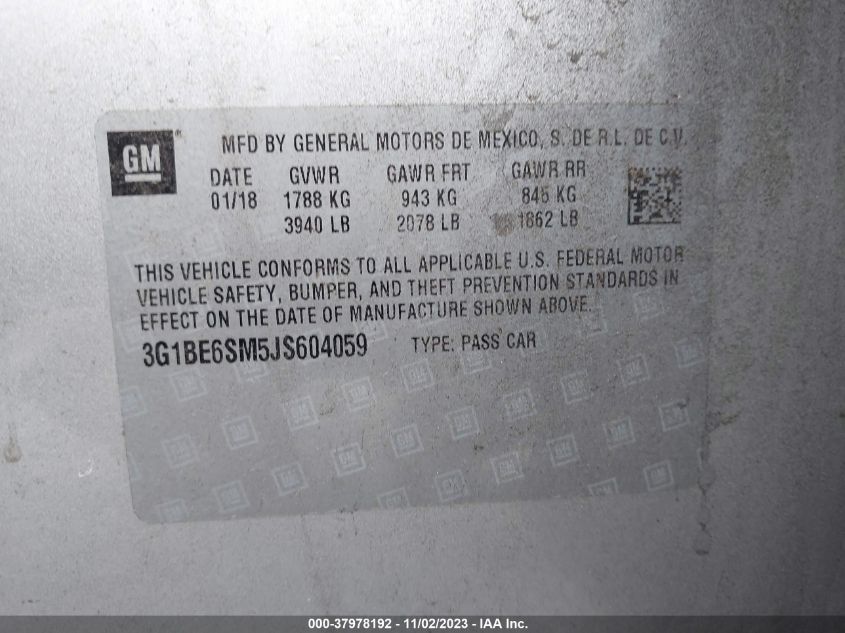 GM ®
MFD BY GENERAL MOTORS DE MEXICO, S. DE R.L. DE C.V.
DATE GVWR GAWR FRT GAWR RR
01/18 1788 KG 943 KG 845 KG
3940 LB 2078 LB 1862 LB
THIS VEHICLE CONFORMS TO ALL APPLICABLE U.S. FEDERAL MOTOR
VEHICLE SAFETY, BUMPER, AND THEFT PREVENTION STANDARDS IN
EFFECT ON THE DATE OF MANUFACTURE SHOWN ABOVE.
3G1BE6SM5JS604059 TYPE: PASS CAR
000-37978192 - 11/02/2023 - IAA Inc.